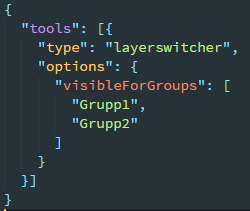 {
  "tools": [{
    "type": "layerswitcher",
    "options": {
      "visibleForGroups": [
        "Grupp1",
        "Grupp2"
      ]
    }
  }]
}